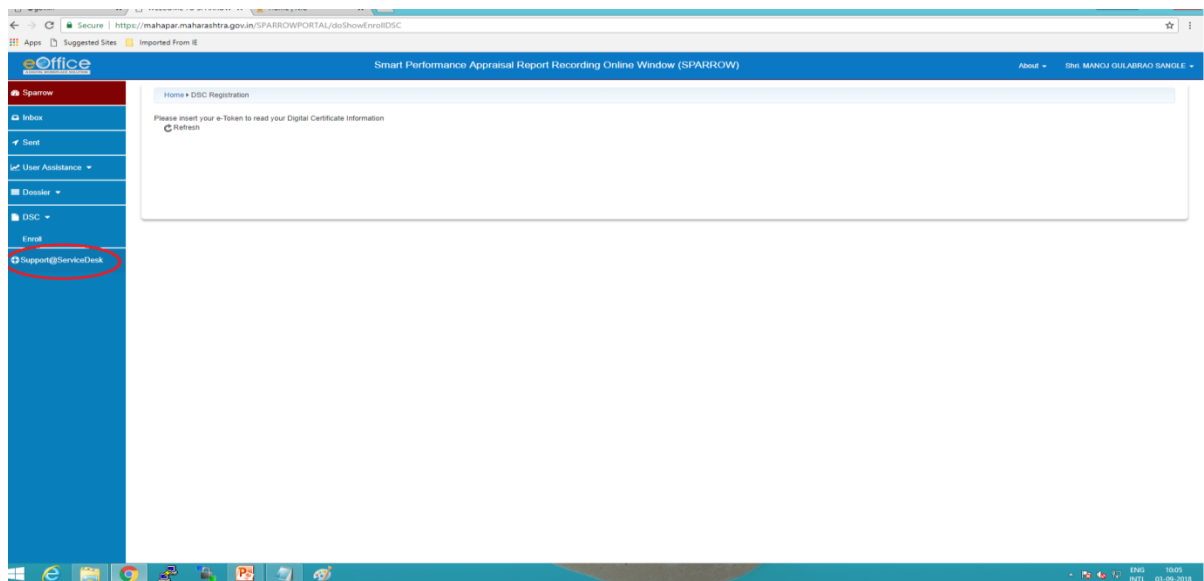 WELCOME TO SPARROW
Secure | https://mahapar.maharashtra.gov.in/SPARROWPORTAL/doShowEnrollDSC
Apps Suggested Sites Imported From IE
eOffice Smart Performance Appraisal Report Recording Online Window (SPARROW) About Shri. MANOJ GULABRAO SANGLE
Sparrow
Home DSC Registration
Inbox
Please insert your e-Token to read your Digital Certificate Information
Refresh
Sent
User Assistance
Dossier
DSC
Enroll
Support@ServiceDesk
ENG 10:05
INTL 03-09-2018